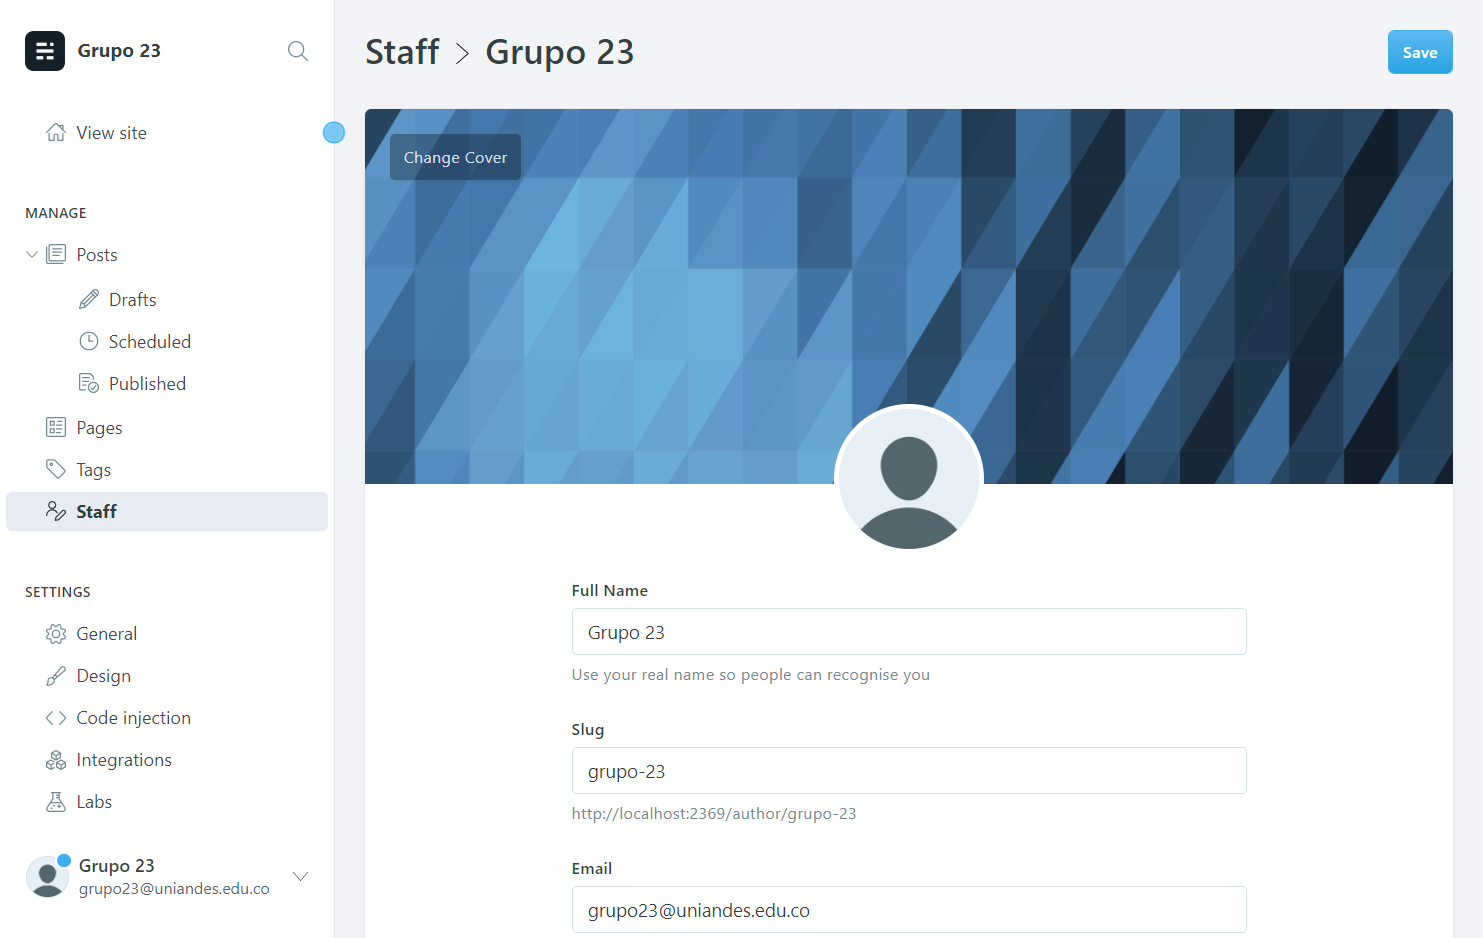 Grupo 23
View site
MANAGE
Posts
Drafts
Scheduled
Published
Pages
Tags
Staff
SETTINGS
General
Design
Code injection
Integrations
Labs
Grupo 23
grupo23@uniandes.edu.co
Staff > Grupo 23
Save
Change Cover
Full Name
Grupo 23
Use your real name so people can recognise you
Slug
grupo-23
http://localhost:2369/author/grupo-23
Email
grupo23@uniandes.edu.co